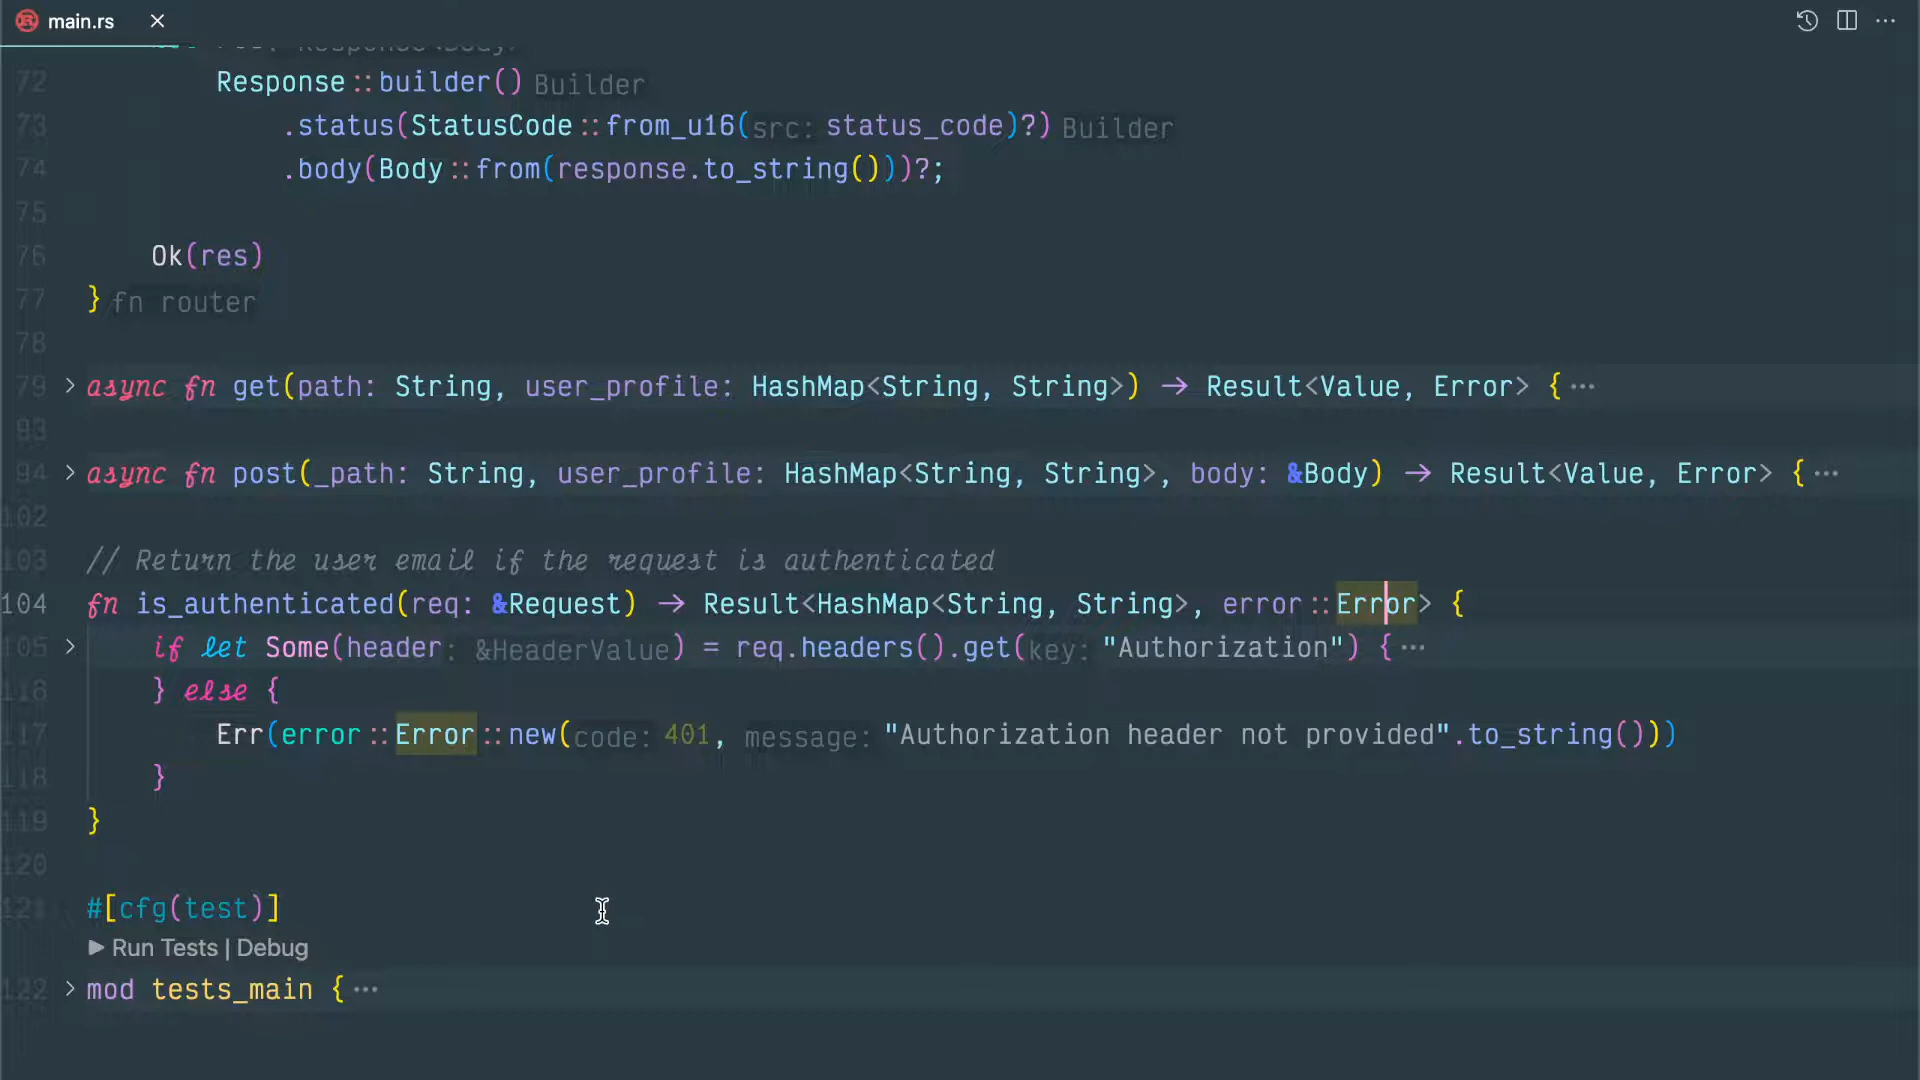 main.rs
72 Response::builder() Builder
73 .status(StatusCode::from_u16(src: status_code)?) Builder
74 .body(Body::from(response.to_string()))?;
75
76 Ok(res)
77 } fn router
78
79 async fn get(path: String, user_profile: HashMap<String, String>) → Result<Value, Error> {⋯
93
94 async fn post(_path: String, user_profile: HashMap<String, String>, body: &Body) → Result<Value, Error> {⋯
102
103 // Return the user email if the request is authenticated
104 fn is_authenticated(req: &Request) → Result<HashMap<String, String>, error::Error> {
105 if let Some(header: &HeaderValue) = req.headers().get(key: "Authorization") {⋯
116 } else {
117 Err(error::Error::new(code: 401, message: "Authorization header not provided".to_string()))
118 }
119 }
120
121 #[cfg(test)]
▶ Run Tests | Debug
122 mod tests_main {⋯